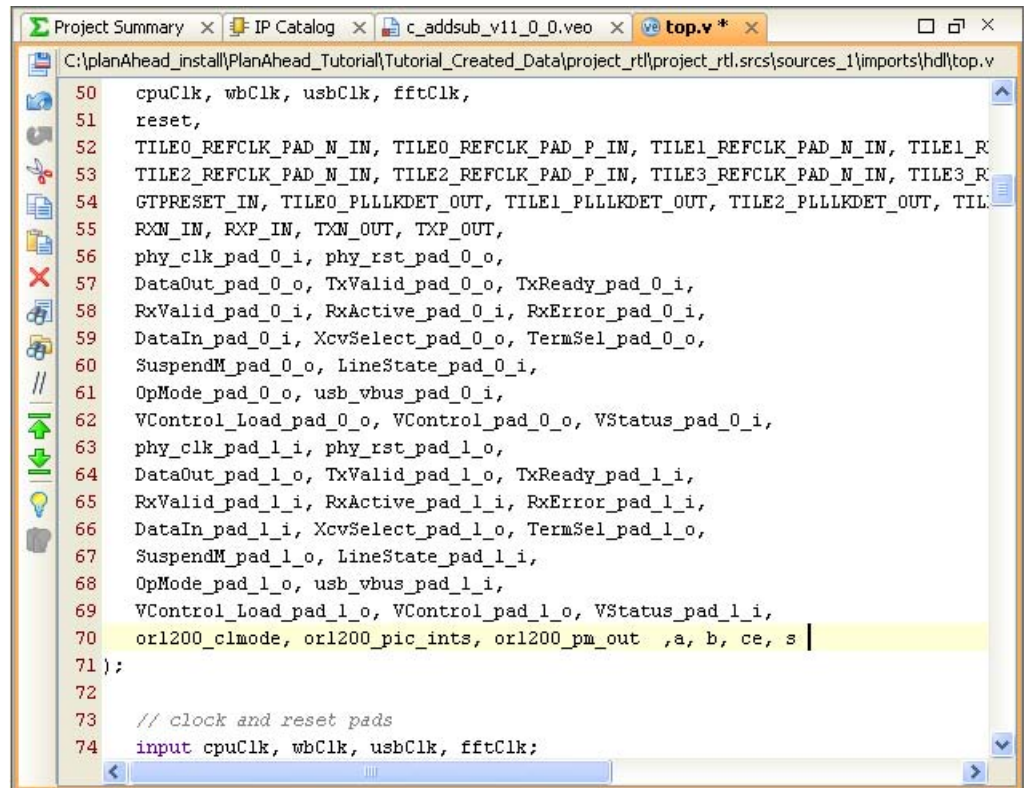 Project Summary × IP Catalog × c_addsub_v11_0_0.veo × top.v * ×
C:\planAhead_install\PlanAhead_Tutorial\Tutorial_Created_Data\project_rtl\project_rtl.srcs\sources_1\imports\hdl\top.v
50 cpuClk, wbClk, usbClk, fftClk,
51 reset,
52 TILE0_REFCLK_PAD_N_IN, TILE0_REFCLK_PAD_P_IN, TILE1_REFCLK_PAD_N_IN,
53 TILE2_REFCLK_PAD_N_IN, TILE2_REFCLK_PAD_P_IN, TILE3_REFCLK_PAD_N_IN,
54 GTPRESET_IN, TILE0_PLLLKDET_OUT, TILE1_PLLLKDET_OUT, TILE2_PLLLKDET_OUT,
55 RXN_IN, RXP_IN, TXN_OUT, TXP_OUT,
56 phy_clk_pad_0_i, phy_rst_pad_0_o,
57 DataOut_pad_0_o, TxValid_pad_0_o, TxReady_pad_0_i,
58 RxValid_pad_0_i, RxActive_pad_0_i, RxError_pad_0_i,
59 DataIn_pad_0_i, XcvSelect_pad_0_o, TermSel_pad_0_o,
60 SuspendM_pad_0_o, LineState_pad_0_i,
61 OpMode_pad_0_o, usb_vbus_pad_0_i,
62 VControl_Load_pad_0_o, VControl_pad_0_o, VStatus_pad_0_i,
63 phy_clk_pad_1_i, phy_rst_pad_1_o,
64 DataOut_pad_1_o, TxValid_pad_1_o, TxReady_pad_1_i,
65 RxValid_pad_1_i, RxActive_pad_1_i, RxError_pad_1_i,
66 DataIn_pad_1_i, XcvSelect_pad_1_o, TermSel_pad_1_o,
67 SuspendM_pad_1_o, LineState_pad_1_i,
68 OpMode_pad_1_o, usb_vbus_pad_1_i,
69 VControl_Load_pad_1_o, VControl_pad_1_o, VStatus_pad_1_i,
70 or1200_clmode, or1200_pic_ints, or1200_pm_out ,a, b, ce, s
71 );
72
73 // clock and reset pads
74 input cpuClk, wbClk, usbClk, fftClk;